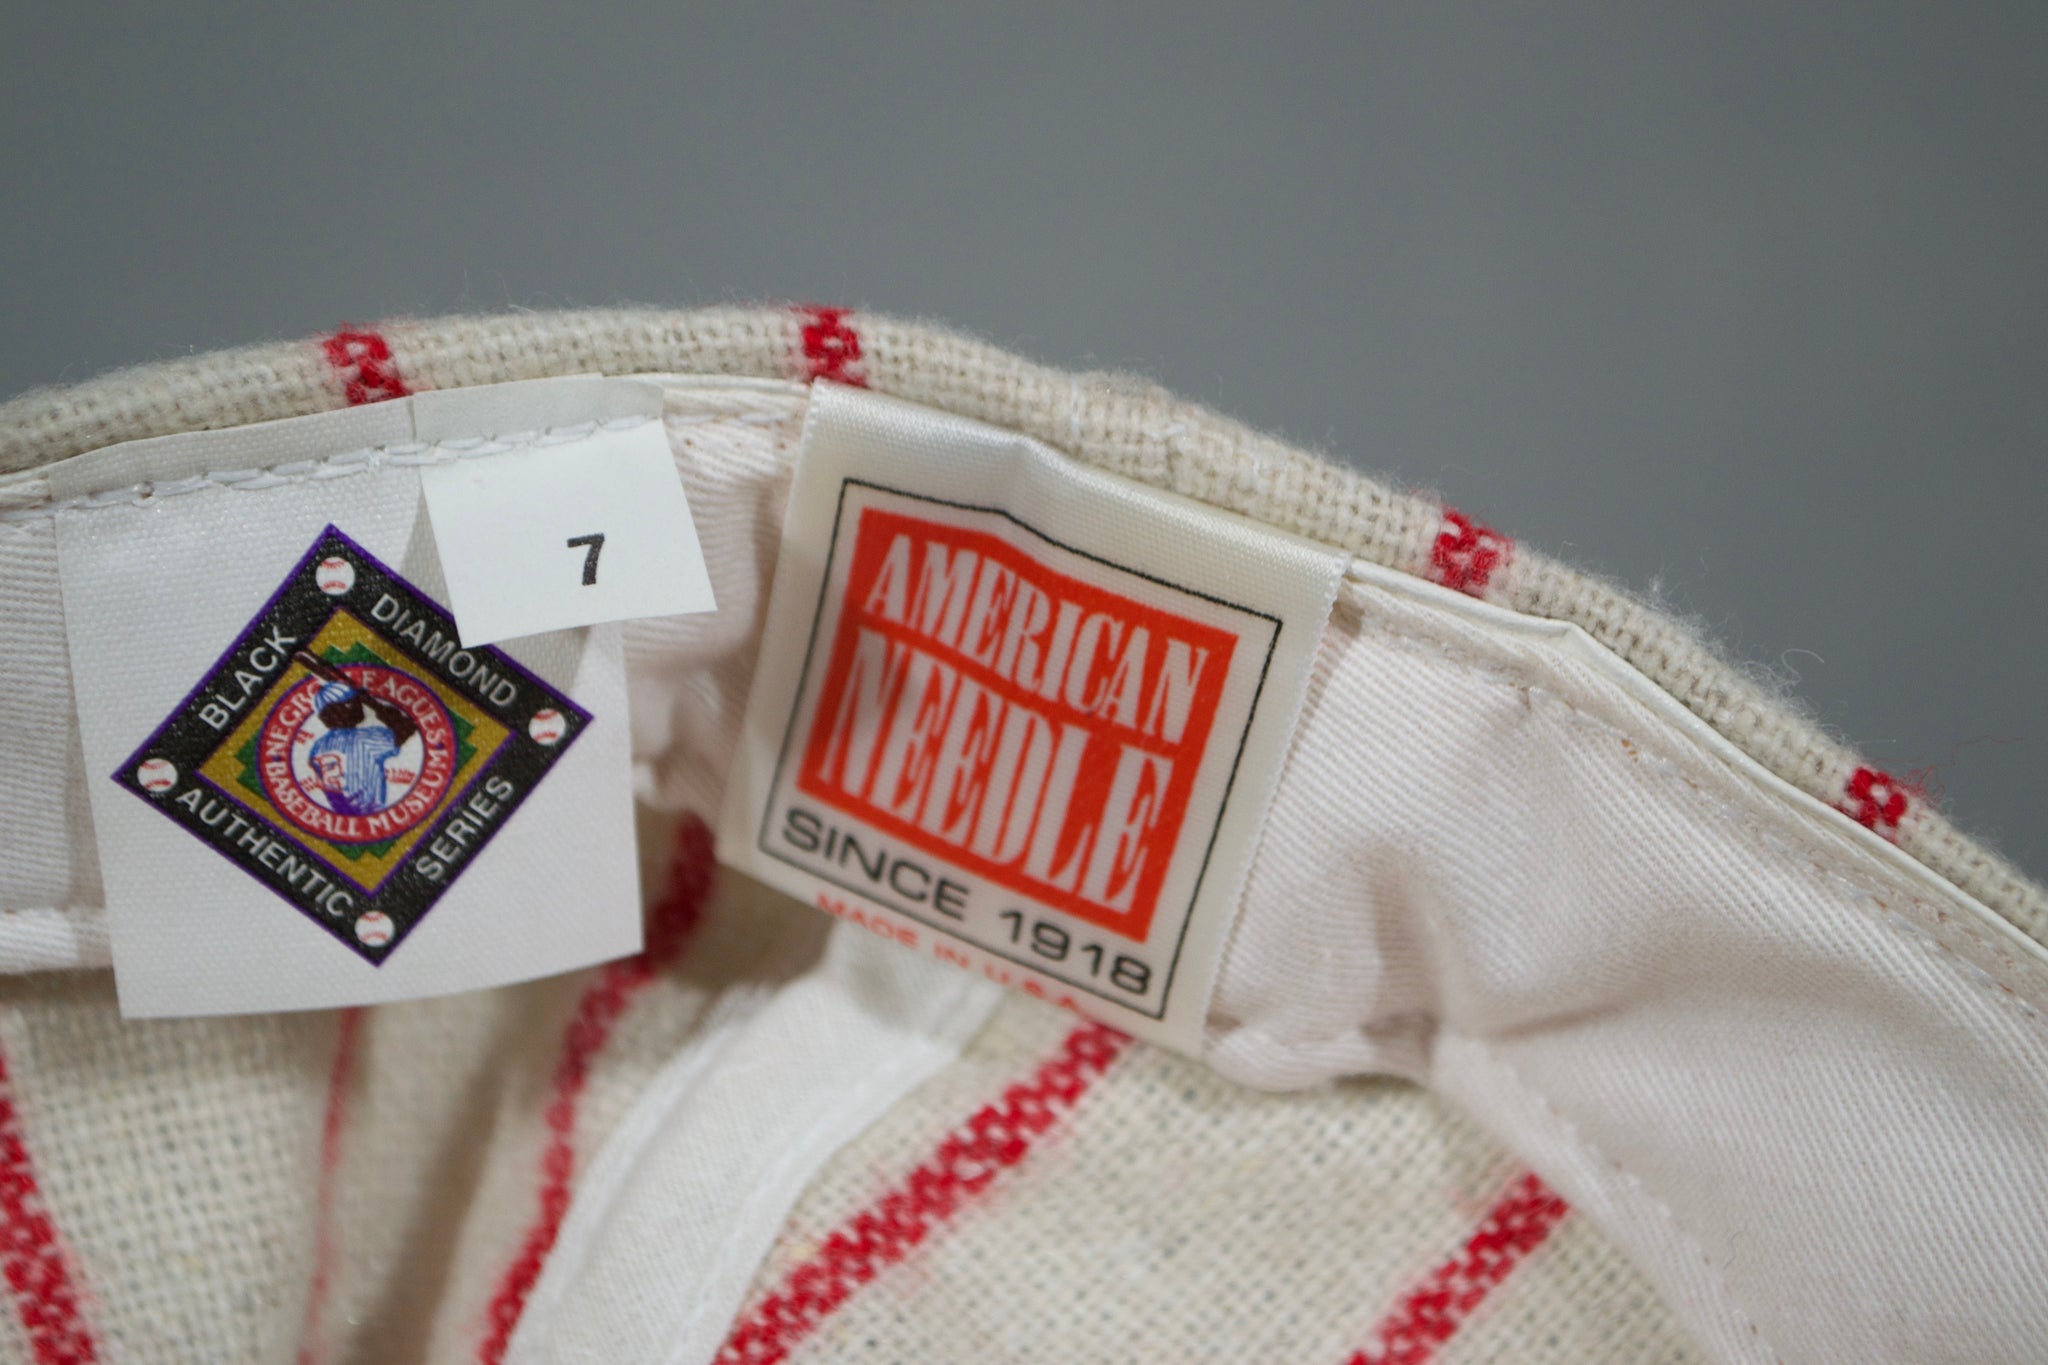 BLACK
DIAMOND
AUTHENTIC
SERIES
NEGRO LEAGUES
BASEBALL MUSEUM
7
AMERICAN
NEEDLE
SINCE 1918
MADE IN U.S.A.